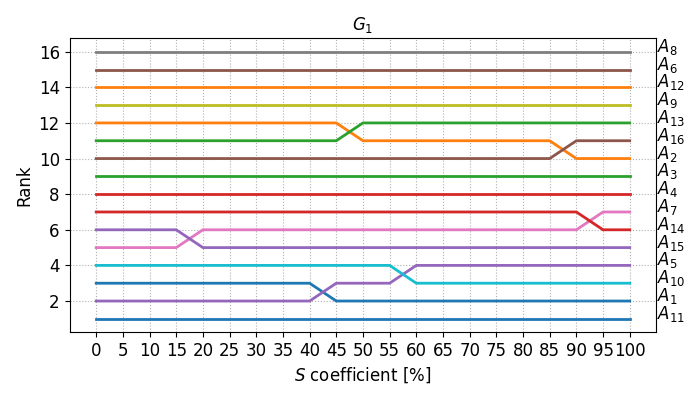 G₁
Rank
16
14
12
10
8
6
4
2
A₈
A₆
A₁₂
A₉
A₁₃
A₁₆
A₂
A₃
A₄
A₇
A₁₄
A₁₅
A₅
A₁₀
A₁
A₁₁
0 5 10 15 20 25 30 35 40 45 50 55 60 65 70 75 80 85 90 95 100
S coefficient [%]